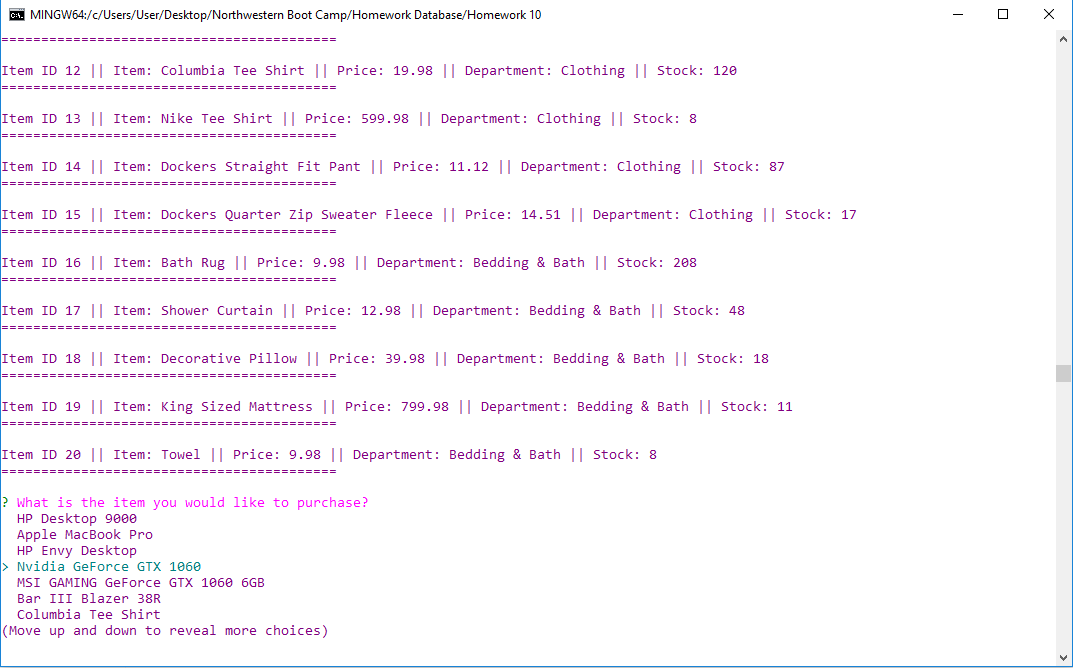 MINGW64:/c/Users/User/Desktop/Northwestern Boot Camp/Homework Database/Homework 10
==========================================
Item ID 12 || Item: Columbia Tee Shirt || Price: 19.98 || Department: Clothing || Stock: 120
==========================================
Item ID 13 || Item: Nike Tee Shirt || Price: 599.98 || Department: Clothing || Stock: 8
==========================================
Item ID 14 || Item: Dockers Straight Fit Pant || Price: 11.12 || Department: Clothing || Stock: 87
==========================================
Item ID 15 || Item: Dockers Quarter Zip Sweater Fleece || Price: 14.51 || Department: Clothing || Stock: 17
==========================================
Item ID 16 || Item: Bath Rug || Price: 9.98 || Department: Bedding & Bath || Stock: 208
==========================================
Item ID 17 || Item: Shower Curtain || Price: 12.98 || Department: Bedding & Bath || Stock: 48
==========================================
Item ID 18 || Item: Decorative Pillow || Price: 39.98 || Department: Bedding & Bath || Stock: 18
==========================================
Item ID 19 || Item: King Sized Mattress || Price: 799.98 || Department: Bedding & Bath || Stock: 11
==========================================
Item ID 20 || Item: Towel || Price: 9.98 || Department: Bedding & Bath || Stock: 8
==========================================
? What is the item you would like to purchase?
HP Desktop 9000
Apple MacBook Pro
HP Envy Desktop
> Nvidia GeForce GTX 1060
MSI GAMING GeForce GTX 1060 6GB
Bar III Blazer 38R
Columbia Tee Shirt
(Move up and down to reveal more choices)